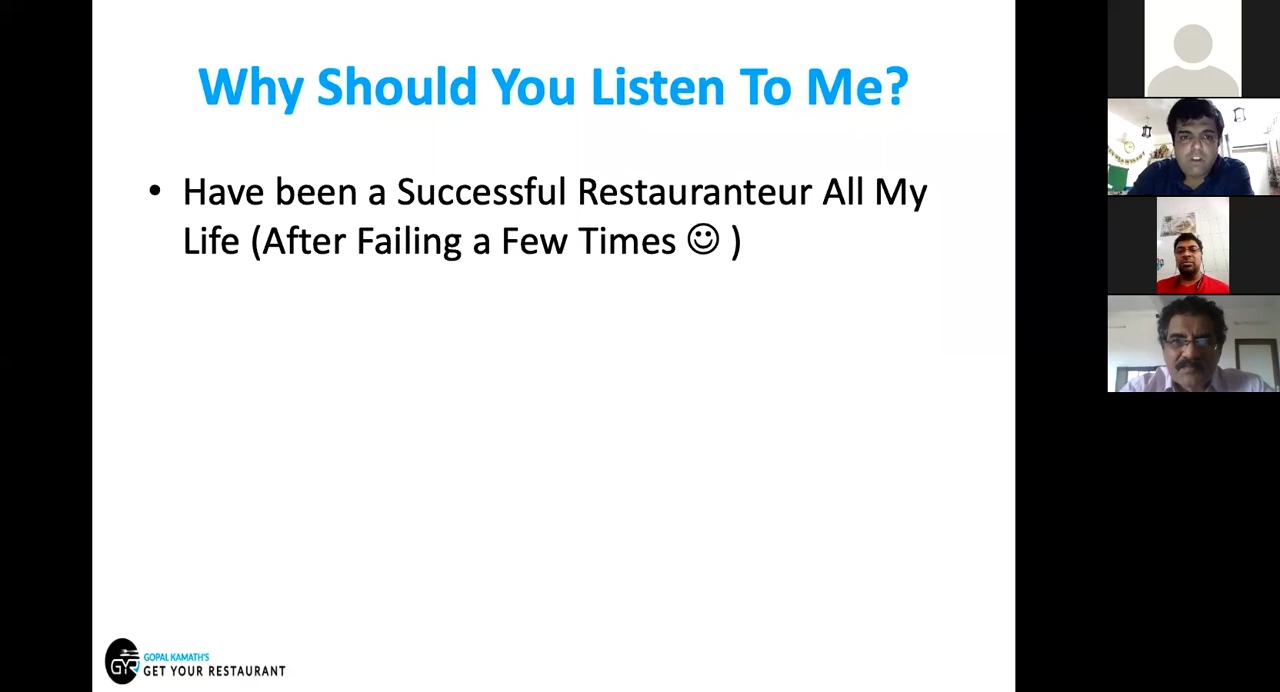 Why Should You Listen To Me?
• Have been a Successful Restauranteur All My
Life (After Failing a Few Times ☺ )
GYR
GOPAL KAMATH'S
GET YOUR RESTAURANT